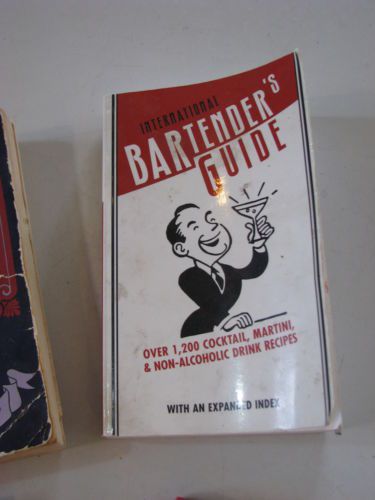 INTERNATIONAL
BARTENDER'S
GUIDE
OVER 1,200 COCKTAIL, MARTINI,
& NON-ALCOHOLIC DRINK RECIPES
WITH AN EXPANDED INDEX